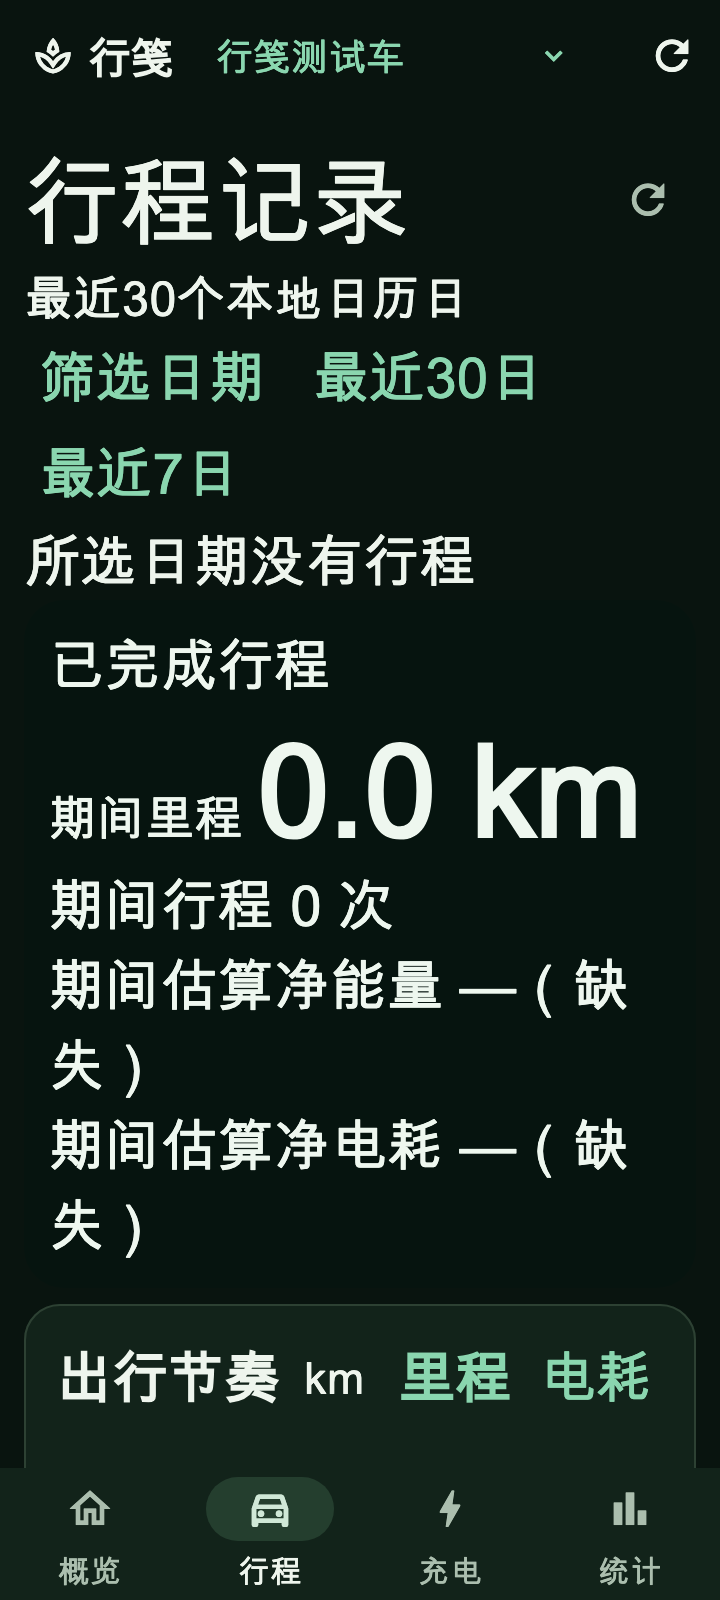 行笺 行笺测试车
行程记录
最近30个本地日历日
筛选日期 最近30日
最近7日
所选日期没有行程
已完成行程
期间里程 0.0 km
期间行程 0 次
期间估算净能量 —（缺
失）
期间估算净电耗 —（缺
失）
出行节奏 km 里程 电耗
概览 行程 充电 统计